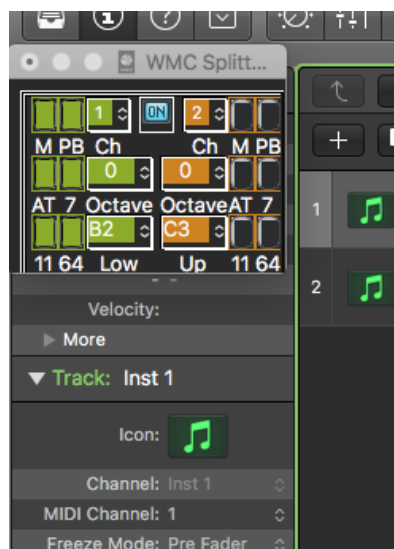 WMC Splitt...
1 ON 2
M PB Ch Ch M PB
0 0
AT 7 Octave Octave AT 7
B2 C3
11 64 Low Up 11 64
1
2
Velocity:
More
Track: Inst 1
Icon:
Channel: Inst 1
MIDI Channel: 1
Freeze Mode: Pre Fader